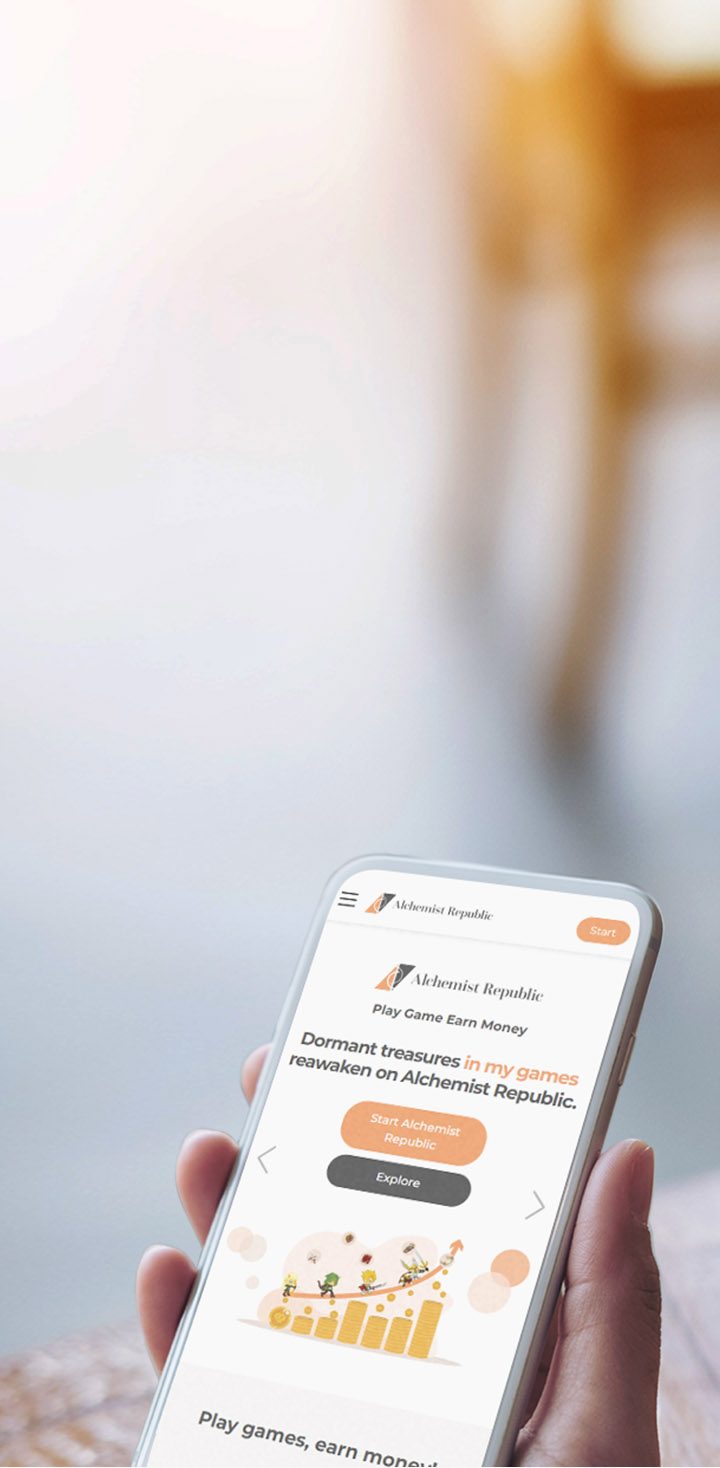 Alchemist Republic
Start
Alchemist Republic
Play Game Earn Money
Dormant treasures in my games
reawaken on Alchemist Republic.
Start Alchemist
Republic
Explore
Play games, earn money!